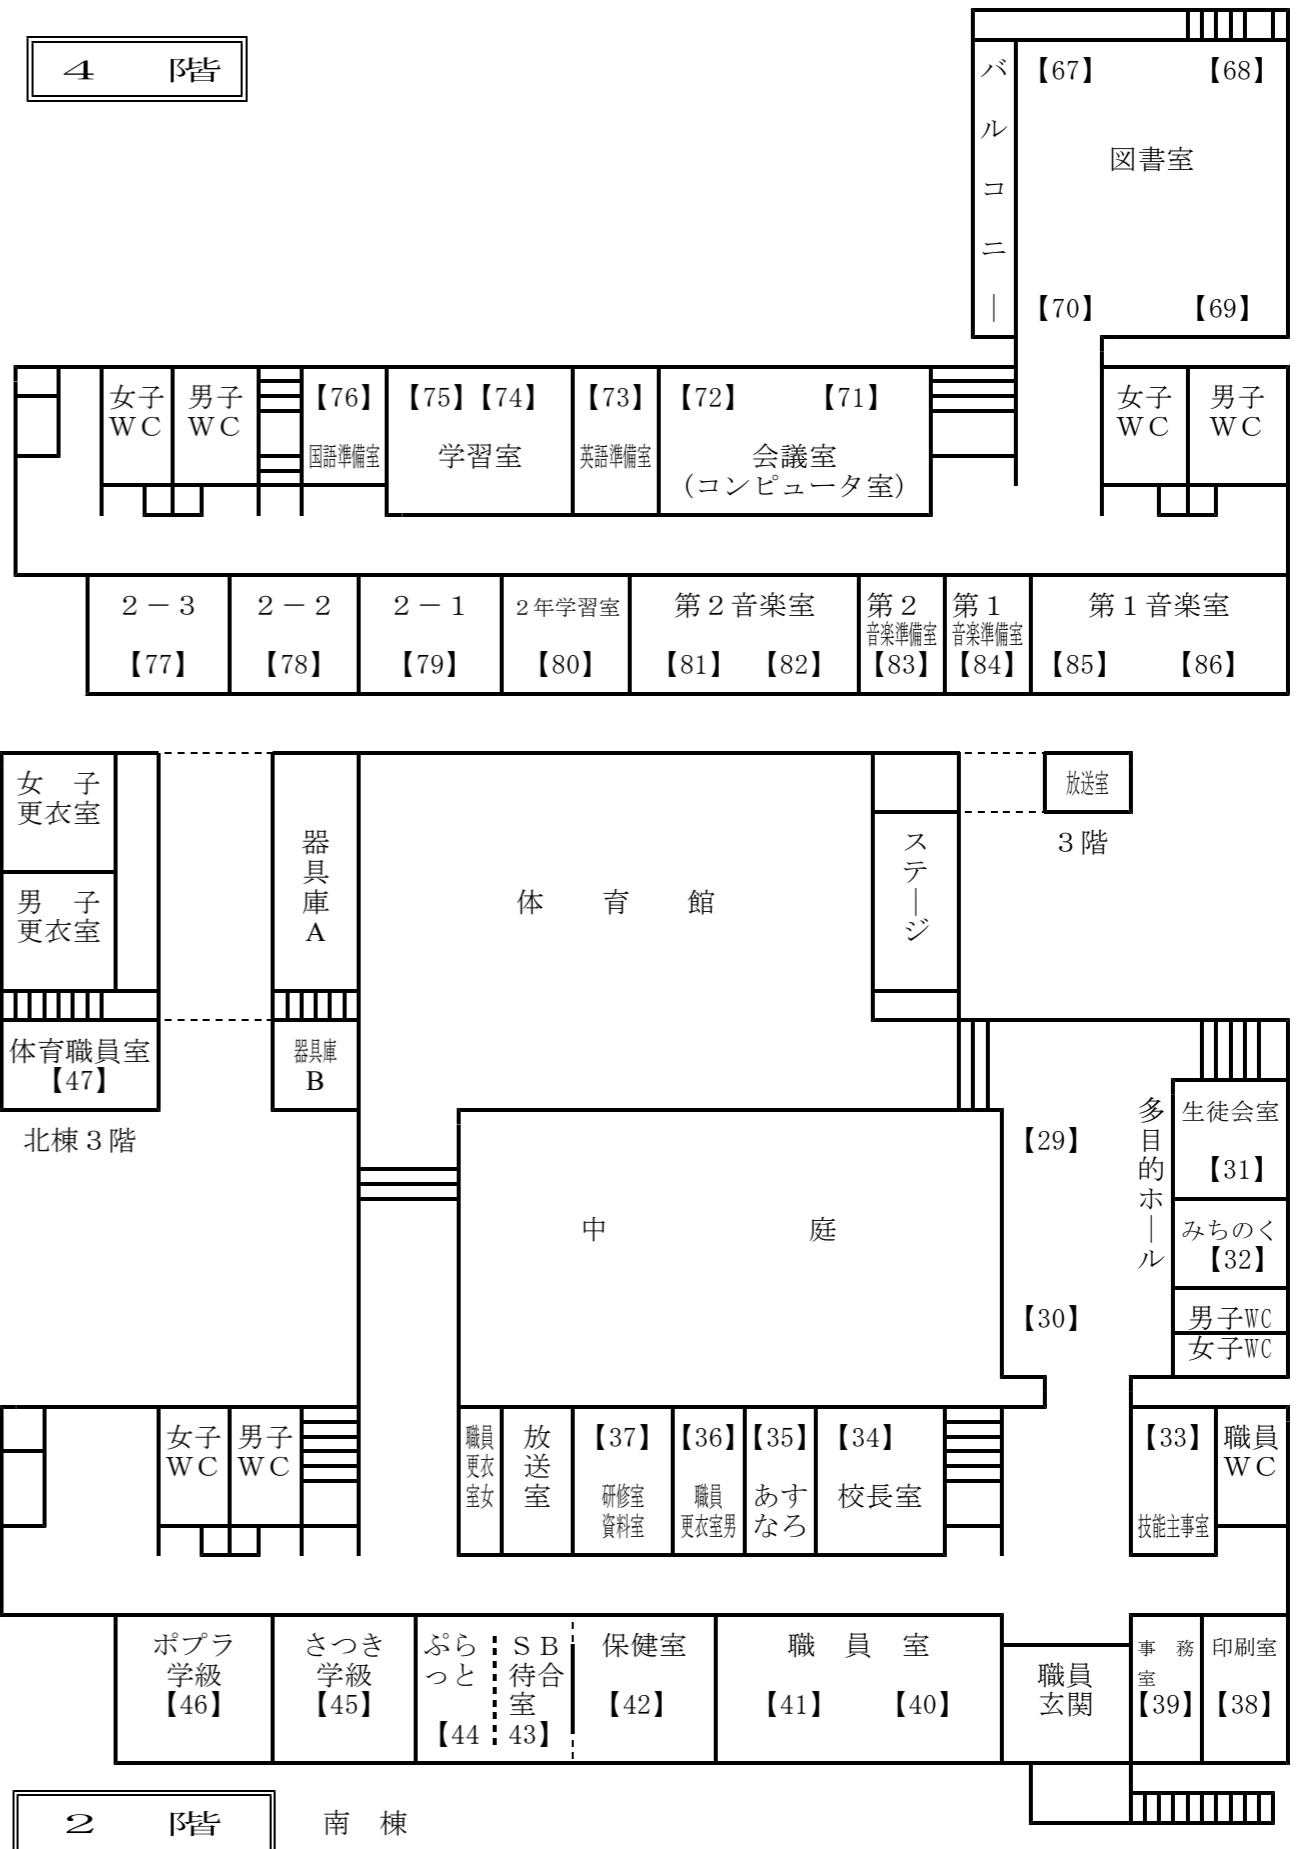 ４　階
バルコニー
【67】
【68】
図書室
【70】
【69】
女子
ＷＣ
男子
ＷＣ
【76】
国語準備室
【75】【74】
学習室
【73】
英語準備室
【72】
【71】
会議室
（コンピュータ室）
女子
ＷＣ
男子
ＷＣ
２－３
【77】
２－２
【78】
２－１
【79】
２年学習室
【80】
第２音楽室
【81】
【82】
第２
音楽準備室
【83】
第１
音楽準備室
【84】
第１音楽室
【85】
【86】
女　子
更衣室
男　子
更衣室
体育職員室
【47】
北棟３階
器具庫A
器具庫
B
体　育　館
ステージ
放送室
３階
【29】
【30】
多目的ホール
生徒会室
【31】
みちのく
【32】
男子WC
女子WC
中　庭
女子
ＷＣ
男子
ＷＣ
職員
更衣
室女
放送室
【37】
研修室
資料室
【36】
職員
更衣室男
【35】
あす
なろ
【34】
校長室
【33】
技能主事室
職員
ＷＣ
ポプラ
学級
【46】
さつき
学級
【45】
ぷら
っと
【44
ＳＢ
待合
室
43】
保健室
【42】
職　員　室
【41】
【40】
職員
玄関
事　務
室
【39】
印刷室
【38】
２　階
南　棟